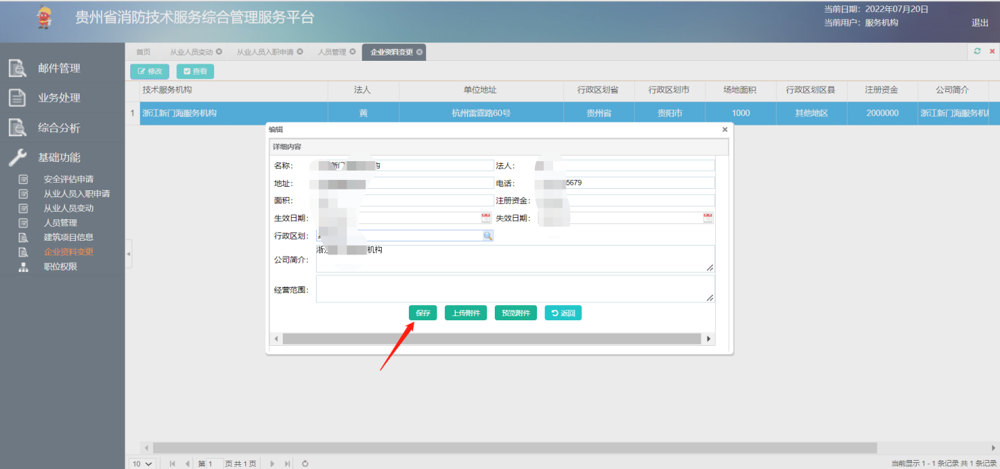 贵州省消防技术服务综合管理服务平台
当前日期：2022年07月20日
当前用户：服务机构
退出
首页 从业人员变动 从业人员入职申请 人员管理 企业资料变更
邮件管理
业务处理
综合分析
基础功能
安全评估申请
从业人员入职申请
从业人员变动
人员管理
建筑项目信息
企业资料变更
职位权限
修改 查看
技术服务机构 法人 单位地址 行政区划省 行政区划市 场地面积 行政区划区县 注册资金 公司简介
1 浙江新门海服务机构 黄 杭州雷霆路60号 贵州省 贵阳市 1000 其他地区 2000000 浙江新门海服务机
编辑
详细内容
名称： 新门 构 法人：
地址： 电话： 5679
面积： 注册资金：
生效日期： 失效日期：
行政区划：
浙江 机构
公司简介：
经营范围：
保存 上传附件 预览附件 返回
10 第 1 页共1页
当前显示 1 - 1 条记录 共 1 条记录